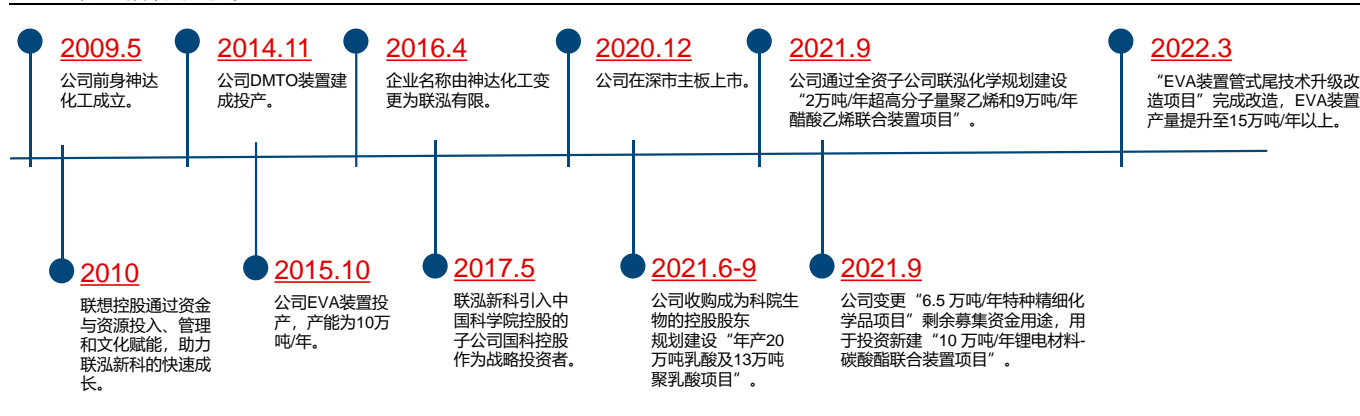 2009.5
公司前身神达
化工成立。
2014.11
公司DMTO装置建
成投产。
2016.4
企业名称由神达化工变
更为联泓有限。
2020.12
公司在深市主板上市。
2021.9
公司通过全资子公司联泓化学规划建设
“2万吨/年超高分子量聚乙烯和9万吨/年
醋酸乙烯联合装置项目”。
2022.3
“EVA装置管式尾技术升级改
造项目”完成改造，EVA装置
产量提升至15万吨/年以上。
2010
联想控股通过资金
与资源投入、管理
和文化赋能，助力
联泓新科的快速成
长。
2015.10
公司EVA装置投
产，产能为10万
吨/年。
2017.5
联泓新科引入中
国科学院控股的
子公司国科控股
作为战略投资者。
2021.6-9
公司收购成为科院生
物的控股股东
规划建设“年产20
万吨乳酸及13万吨
聚乳酸项目”。
2021.9
公司变更“6.5 万吨/年特种精细化
学品项目”剩余募集资金用途，用
于投资新建“10 万吨/年锂电材料-
碳酸酯联合装置项目”。